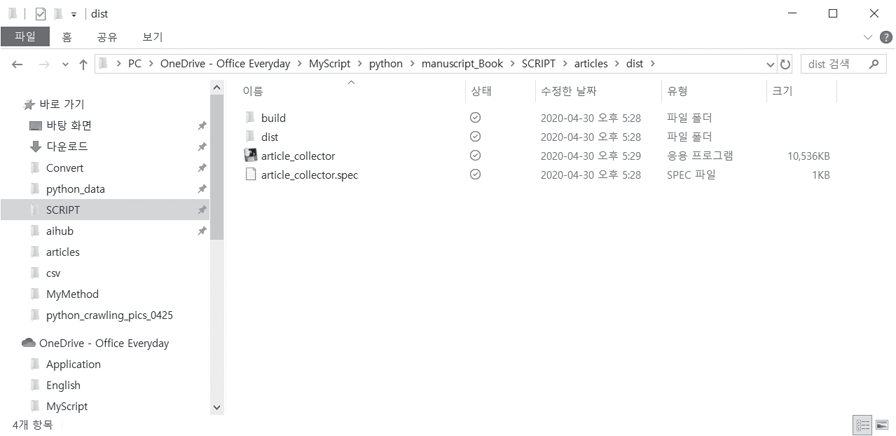 dist
파일 홈 공유 보기
PC > OneDrive - Office Everyday > MyScript > python > manuscript_Book > SCRIPT > articles > dist > dist 검색
이름 상태 수정한 날짜 유형 크기
바로 가기
바탕 화면
다운로드
Convert
python_data
SCRIPT
aihub
articles
csv
MyMethod
python_crawling_pics_0425
OneDrive - Office Everyday
Application
English
MyScript
build 2020-04-30 오후 5:28 파일 폴더
dist 2020-04-30 오후 5:28 파일 폴더
article_collector 2020-04-30 오후 5:29 응용 프로그램 10,536KB
article_collector.spec 2020-04-30 오후 5:28 SPEC 파일 1KB
4개 항목